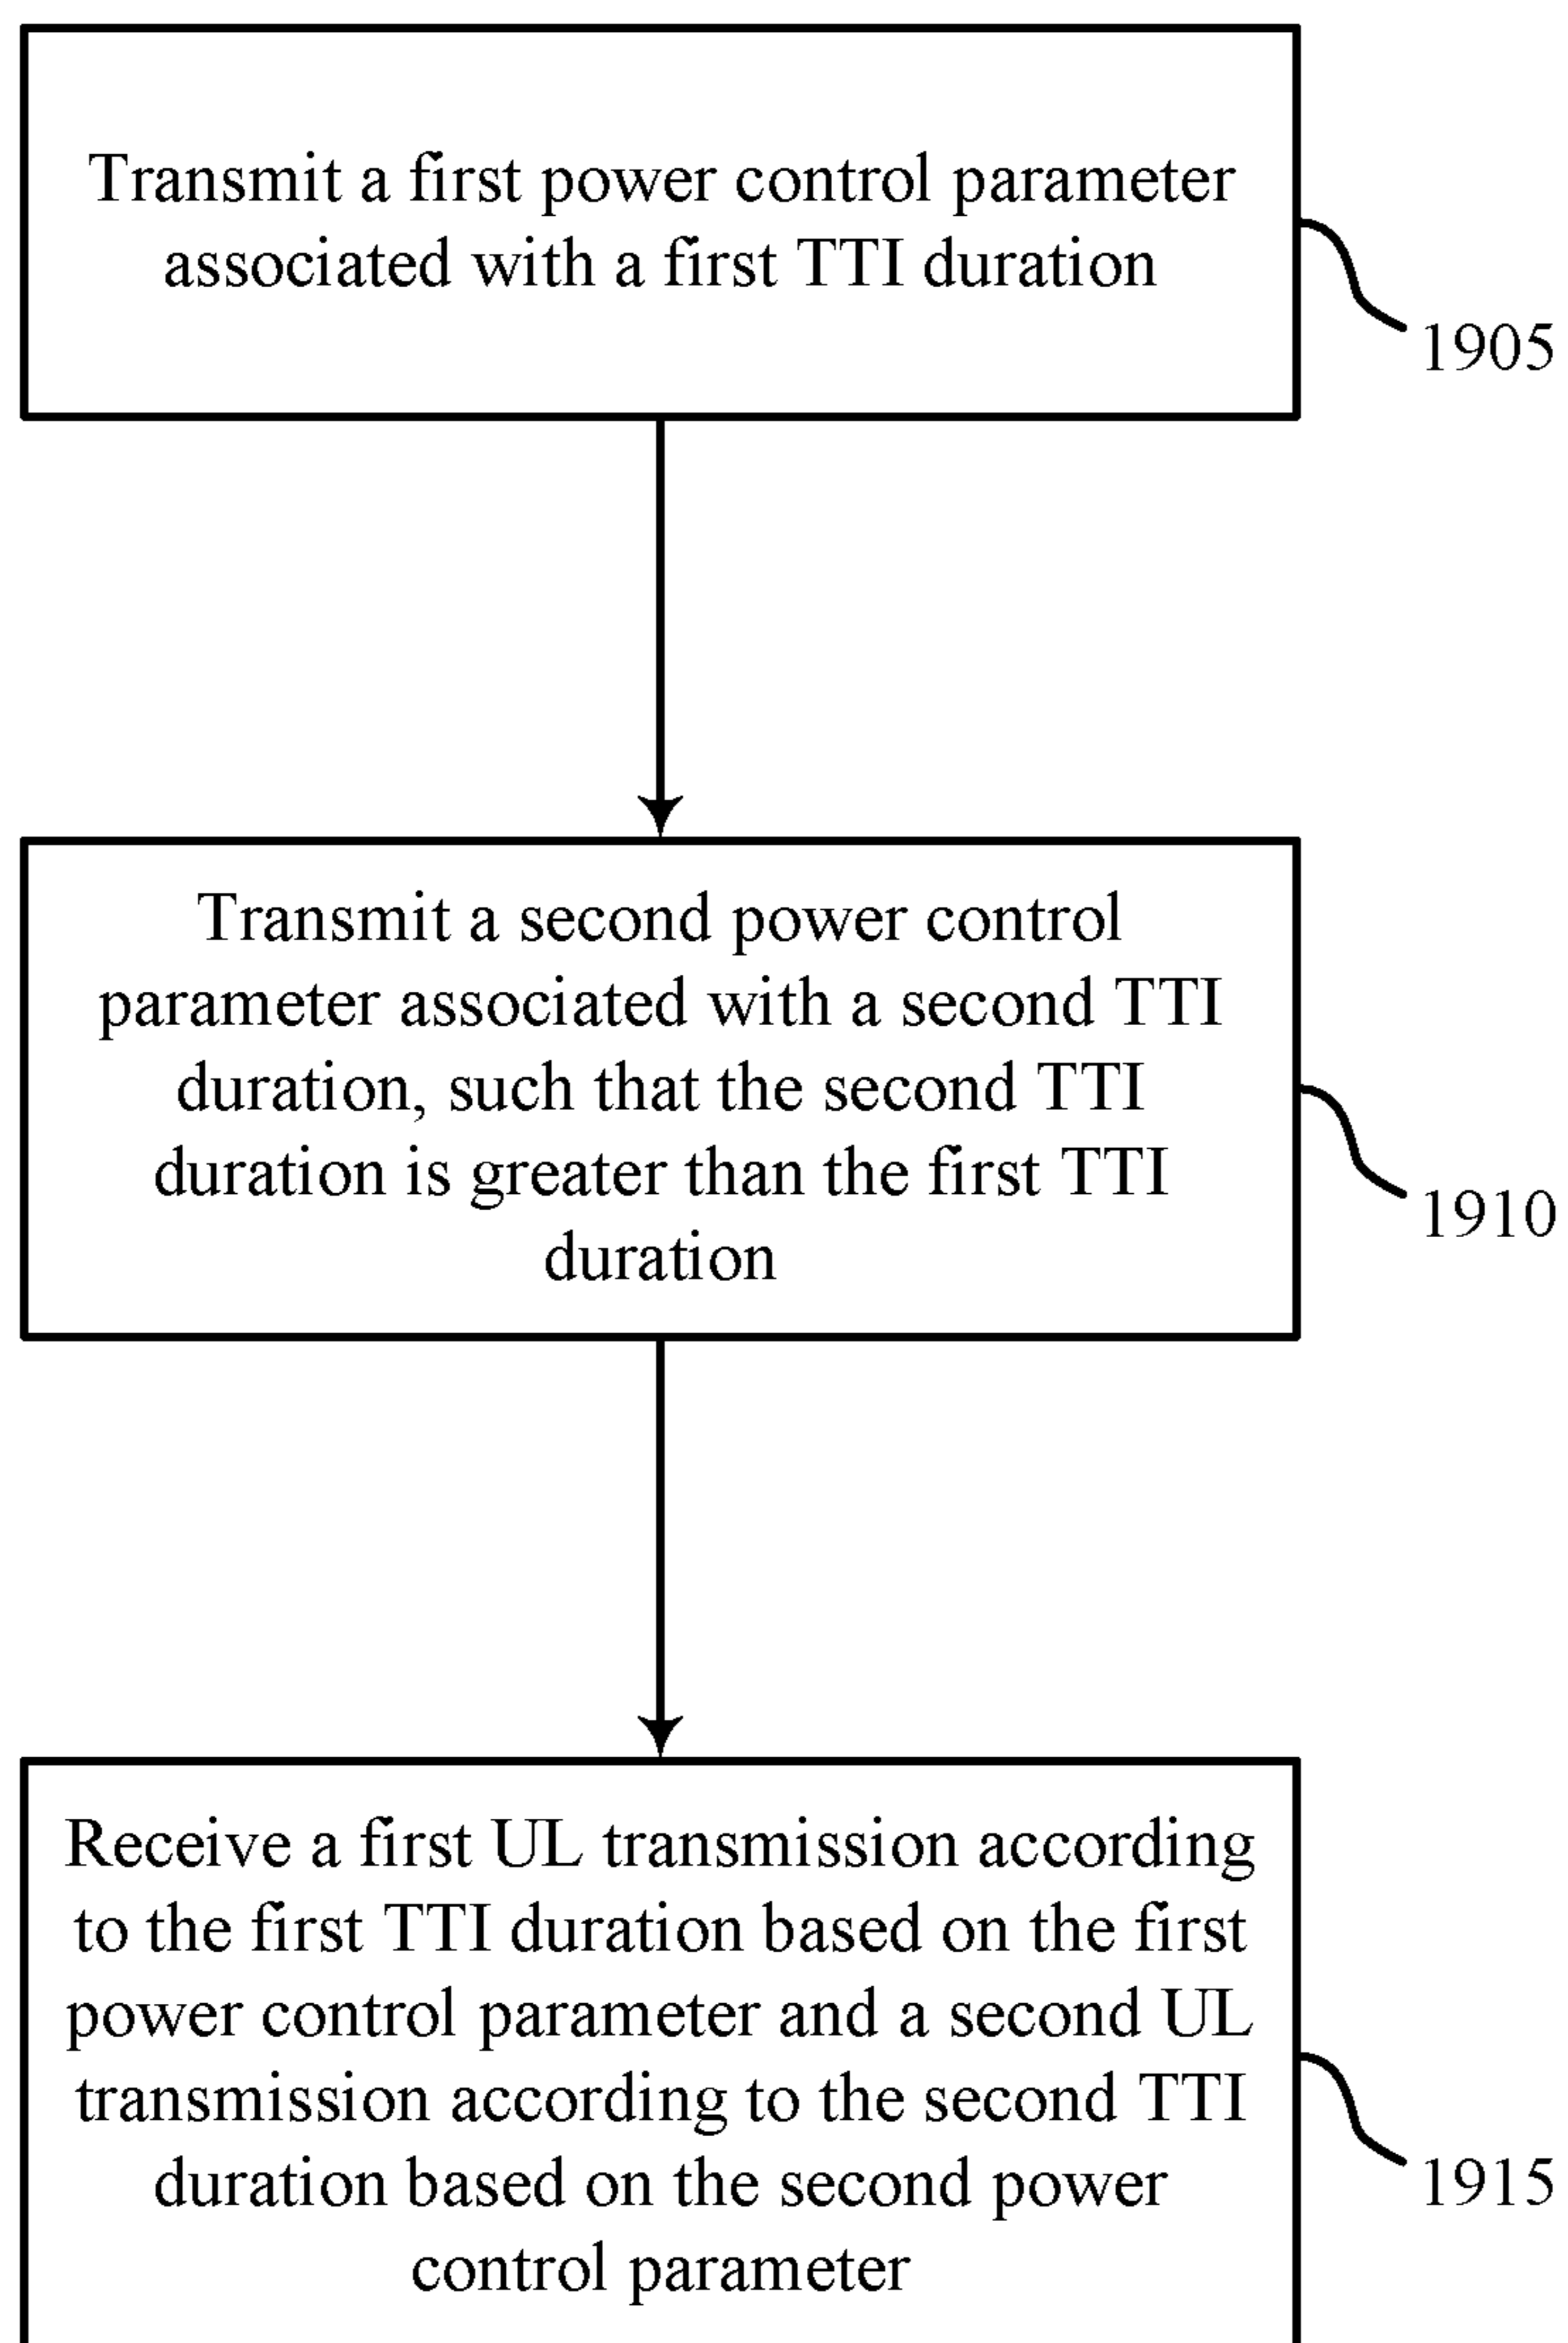 Transmit a first power control parameter
associated with a first TTI duration
1905
Transmit a second power control
parameter associated with a second TTI
duration, such that the second TTI
duration is greater than the first TTI
duration
1910
Receive a first UL transmission according
to the first TTI duration based on the first
power control parameter and a second UL
transmission according to the second TTI
duration based on the second power
control parameter
1915